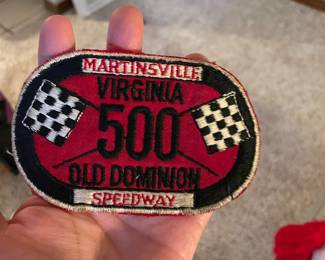 MARTINSVILLE
VIRGINIA
500
OLD DOMINION
SPEEDWAY